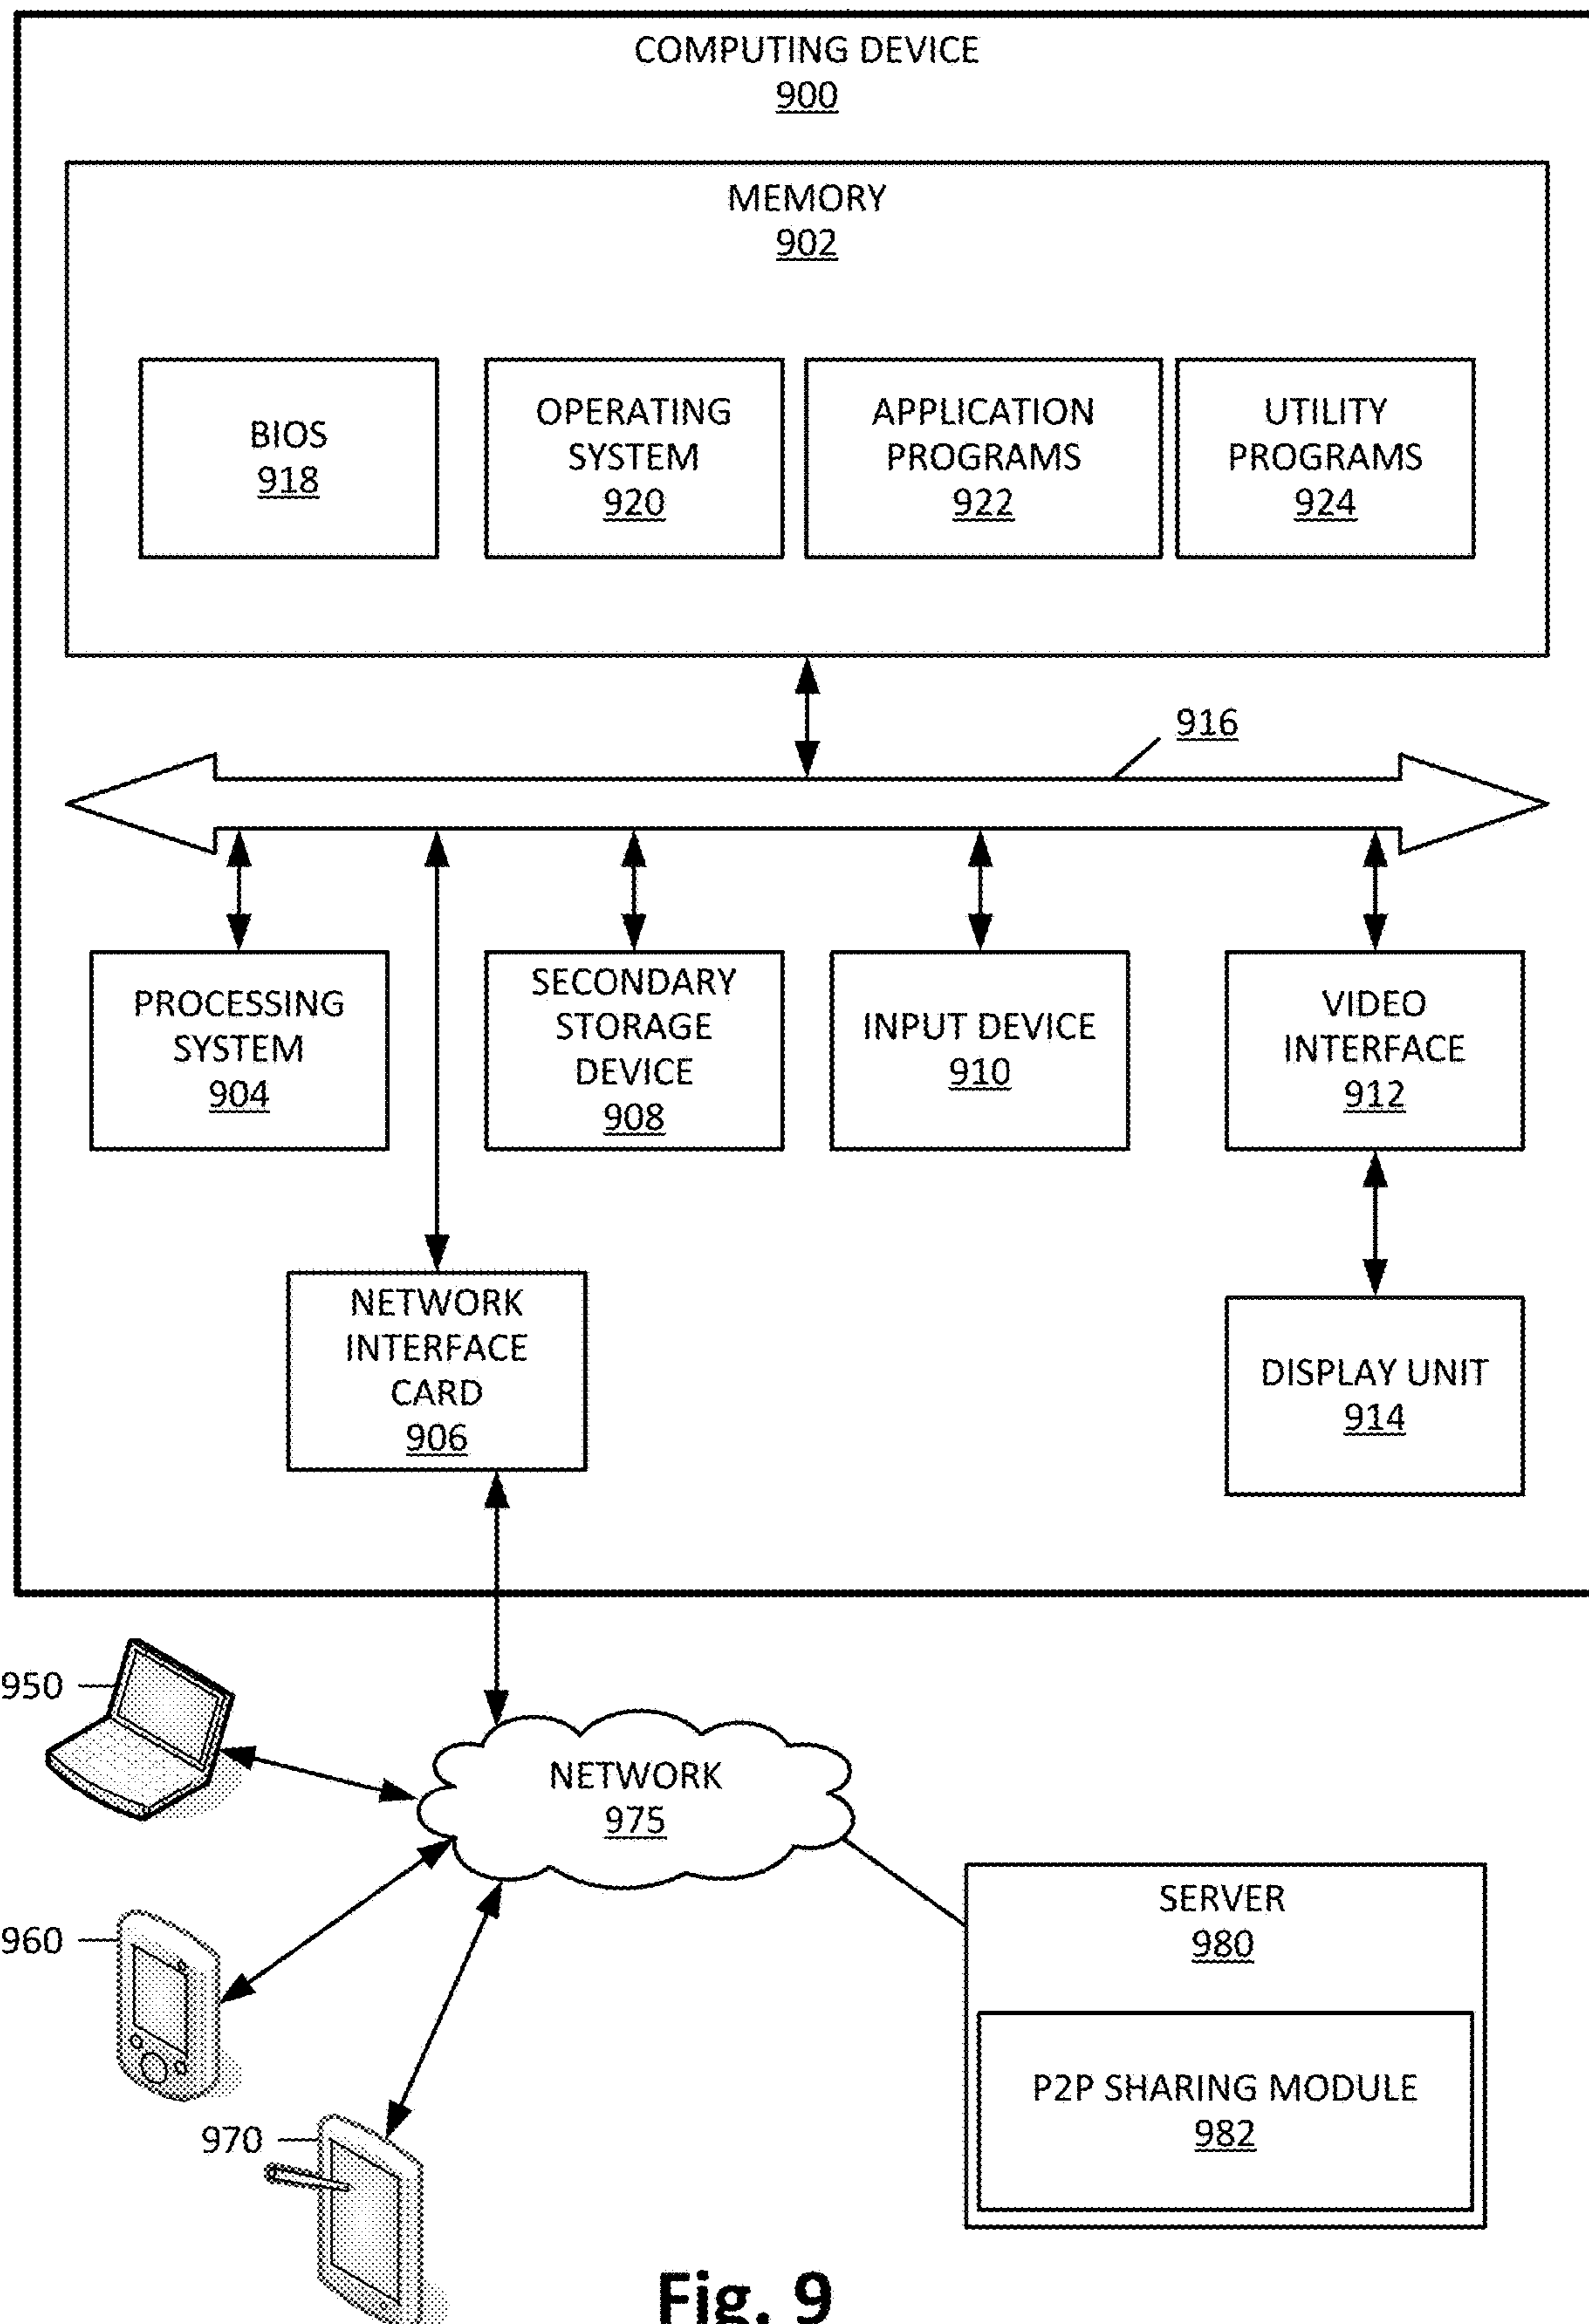 COMPUTING DEVICE
900
MEMORY
902
BIOS
918
OPERATING
SYSTEM
920
APPLICATION
PROGRAMS
922
UTILITY
PROGRAMS
924
916
PROCESSING
SYSTEM
904
SECONDARY
STORAGE
DEVICE
908
INPUT DEVICE
910
VIDEO
INTERFACE
912
NETWORK
INTERFACE
CARD
906
DISPLAY UNIT
914
950
NETWORK
975
960
SERVER
980
P2P SHARING MODULE
982
970
Fig. 9